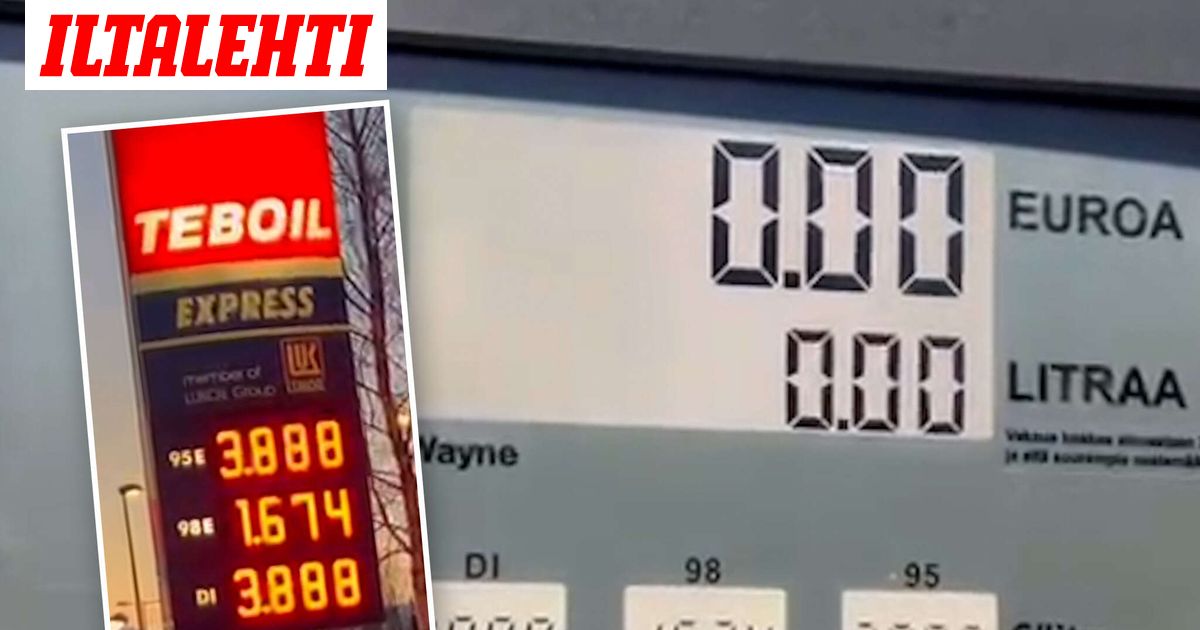 ILTALEHTI
TEBOIL
EXPRESS
member of
LUKOIL Group
LUK
95E 3.888
98E 1.674
DI 3.888
0.00 EUROA
0.00 LITRAA
Wayne
DI 98 95